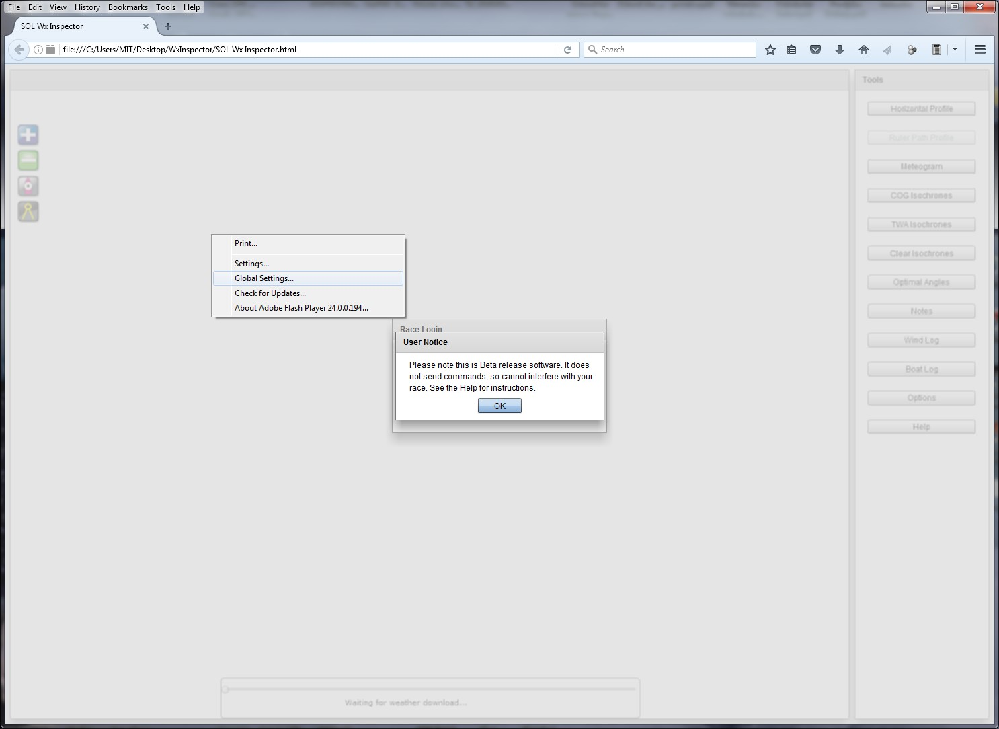 File Edit View History Bookmarks Tools Help
SOL Wx Inspector
file:///C:/Users/MIT/Desktop/WxInspector/SOL Wx Inspector.html
Search
Tools
Horizontal Profile
Ruler Path Profile
Meteogram
COG Isochrones
TWA Isochrones
Clear Isochrones
Optimal Angles
Notes
Wind Log
Boat Log
Options
Help
Print...
Settings...
Global Settings...
Check for Updates...
About Adobe Flash Player 24.0.0.194...
Race Login
User Notice
Please note this is Beta release software. It does
not send commands, so cannot interfere with your
race. See the Help for instructions.
OK
Waiting for weather download...